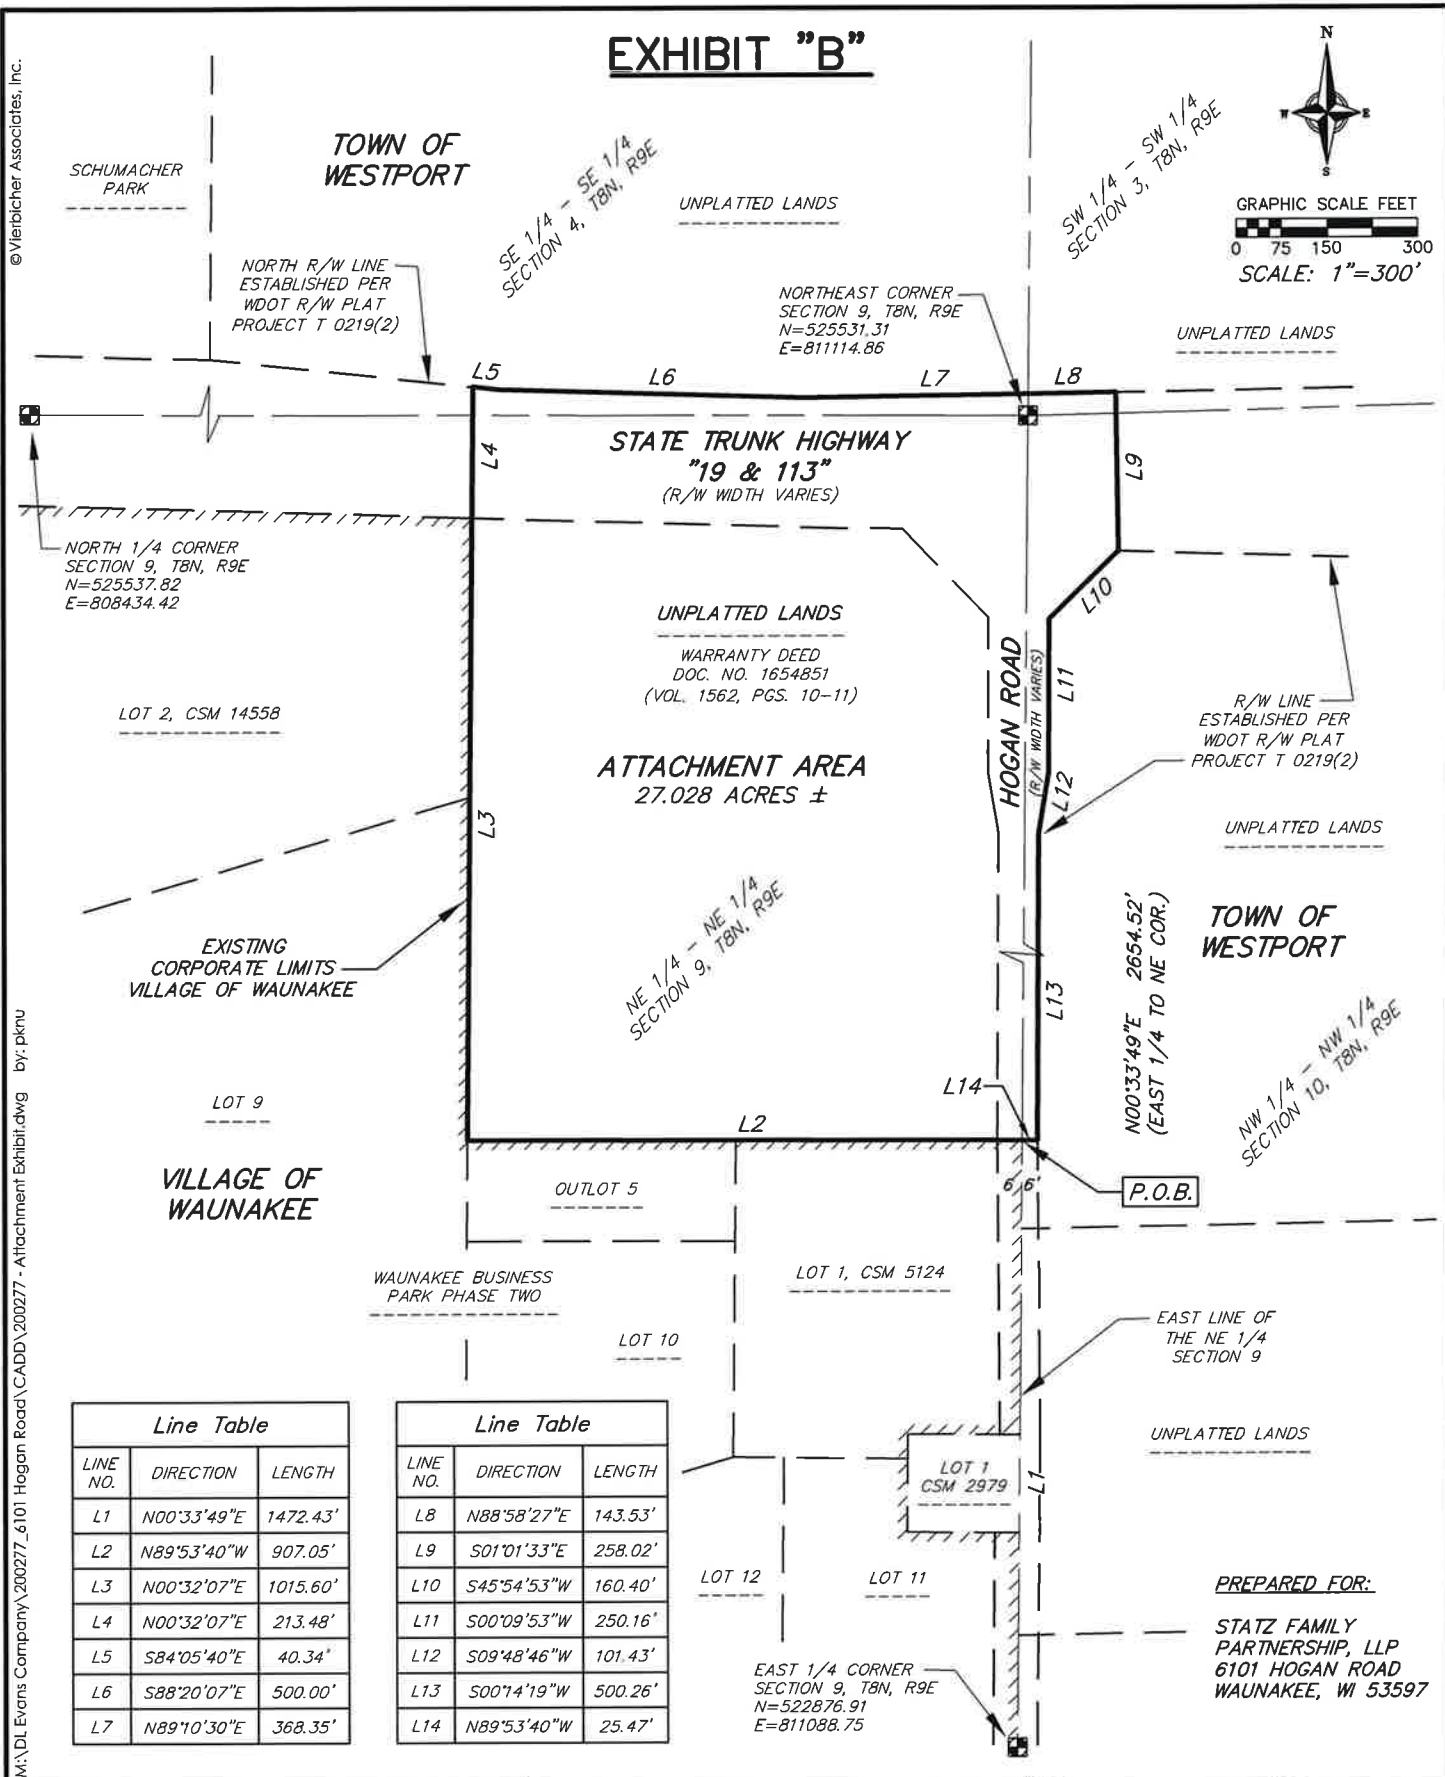 EXHIBIT "B"
©Vierbicher Associates, Inc.
N
W
E
S
TOWN OF
WESTPORT
SCHUMACHER
PARK
SE 1/4 - SE 1/4
SECTION 4, T8N, R9E
UNPLATTED LANDS
SW 1/4 - SW 1/4
SECTION 3, T8N, R9E
GRAPHIC SCALE FEET
0 75 150 300
SCALE: 1"=300'
NORTH R/W LINE
ESTABLISHED PER
WDOT R/W PLAT
PROJECT T 0219(2)
NORTHEAST CORNER
SECTION 9, T8N, R9E
N=525531.31
E=811114.86
UNPLATTED LANDS
L5
L6
L7
L8
L4
L9
STATE TRUNK HIGHWAY
"19 & 113"
(R/W WIDTH VARIES)
NORTH 1/4 CORNER
SECTION 9, T8N, R9E
N=525537.82
E=808434.42
L10
UNPLATTED LANDS
WARRANTY DEED
DOC. NO. 1654851
(VOL. 1562, PGS. 10-11)
HOGAN ROAD
(R/W WIDTH VARIES)
L11
R/W LINE
ESTABLISHED PER
WDOT R/W PLAT
PROJECT T 0219(2)
LOT 2, CSM 14558
ATTACHMENT AREA
27.028 ACRES ±
L12
L3
UNPLATTED LANDS
NE 1/4 - NE 1/4
SECTION 9, T8N, R9E
N00°33'49"E 2654.52'
(EAST 1/4 TO NE COR.)
TOWN OF
WESTPORT
EXISTING
CORPORATE LIMITS
VILLAGE OF WAUNAKEE
L13
NW 1/4 - NW 1/4
SECTION 10, T8N, R9E
L14
LOT 9
L2
VILLAGE OF
WAUNAKEE
OUTLOT 5
66'
P.O.B.
WAUNAKEE BUSINESS
PARK PHASE TWO
LOT 1, CSM 5124
LOT 10
EAST LINE OF
THE NE 1/4
SECTION 9
UNPLATTED LANDS
LOT 1
CSM 2979
L1
LOT 12
LOT 11
EAST 1/4 CORNER
SECTION 9, T8N, R9E
N=522876.91
E=811088.75
PREPARED FOR:
STATZ FAMILY
PARTNERSHIP, LLP
6101 HOGAN ROAD
WAUNAKEE, WI 53597
Line Table
LINE NO. DIRECTION LENGTH
L1 N00°33'49"E 1472.43'
L2 N89°53'40"W 907.05'
L3 N00°32'07"E 1015.60'
L4 N00°32'07"E 213.48'
L5 S84°05'40"E 40.34'
L6 S88°20'07"E 500.00'
L7 N89°10'30"E 368.35'
Line Table
LINE NO. DIRECTION LENGTH
L8 N88°58'27"E 143.53'
L9 S01°01'33"E 258.02'
L10 S45°54'53"W 160.40'
L11 S00°09'53"W 250.16'
L12 S09°48'46"W 101.43'
L13 S00°14'19"W 500.26'
L14 N89°53'40"W 25.47'
M:\DL Evans Company\200277_6101 Hogan Road\CADD\200277 - Attachment Exhibit.dwg by: pknu